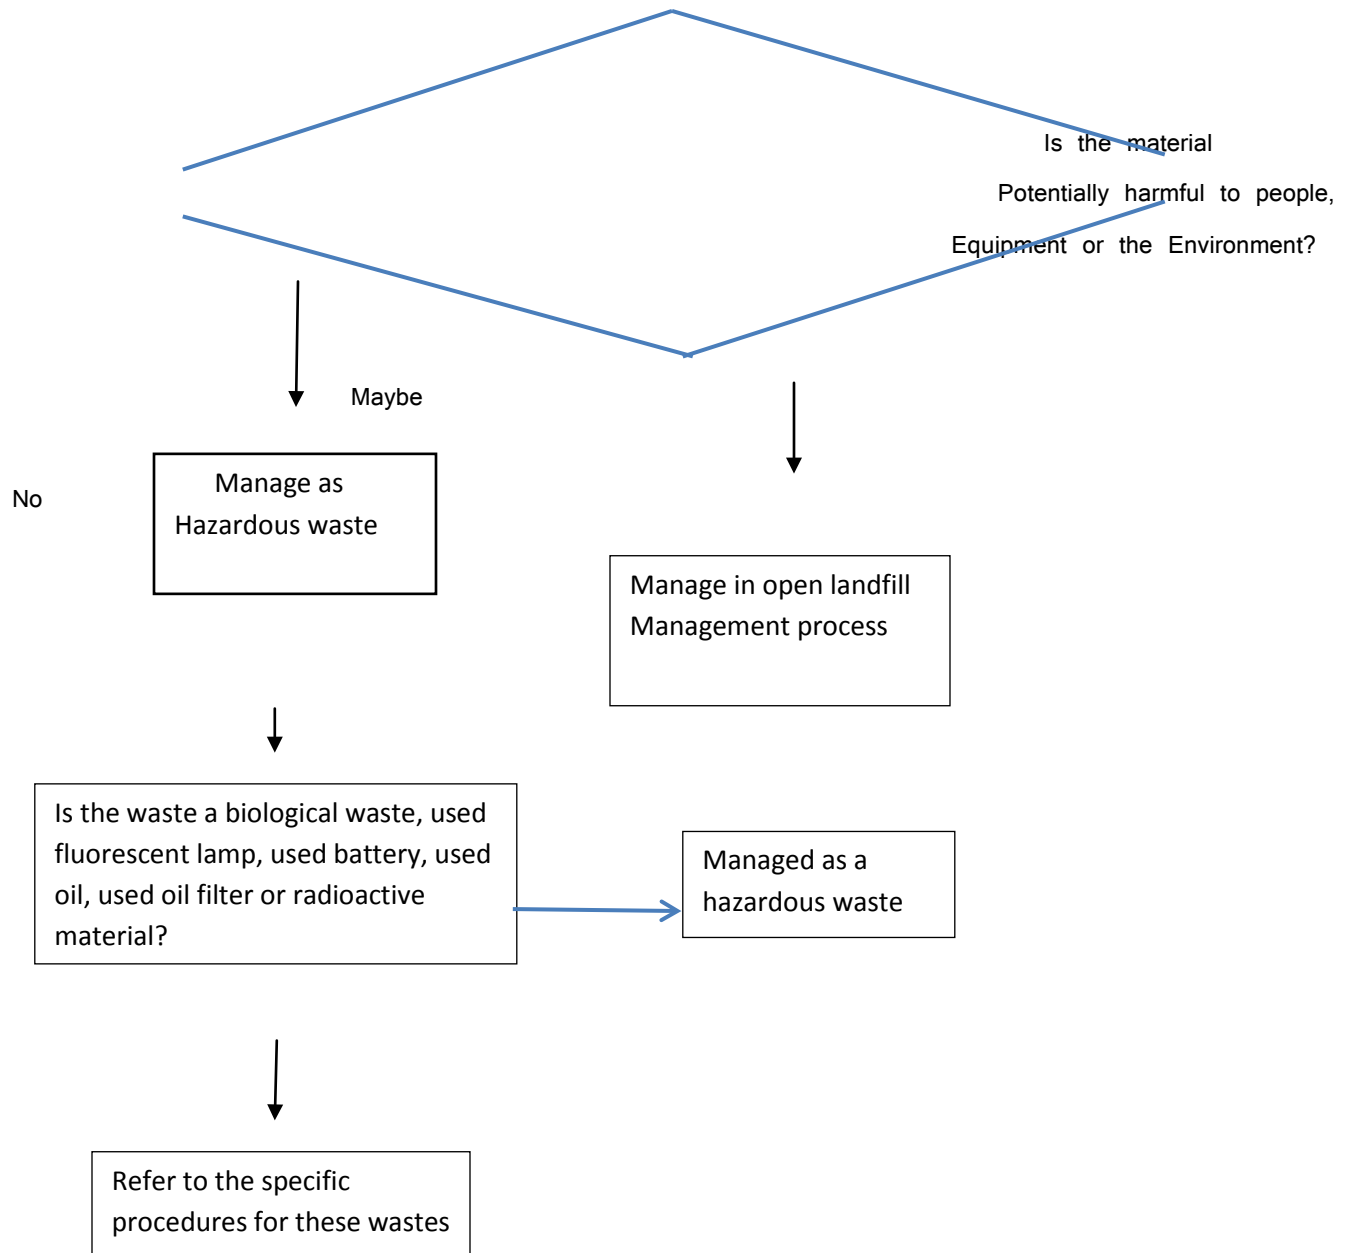 Is the material
Potentially harmful to people,
Equipment or the Environment?
Maybe
No
Manage as
Hazardous waste
Manage in open landfill
Management process
Is the waste a biological waste, used
fluorescent lamp, used battery, used
oil, used oil filter or radioactive
material?
Managed as a
hazardous waste
Refer to the specific
procedures for these wastes